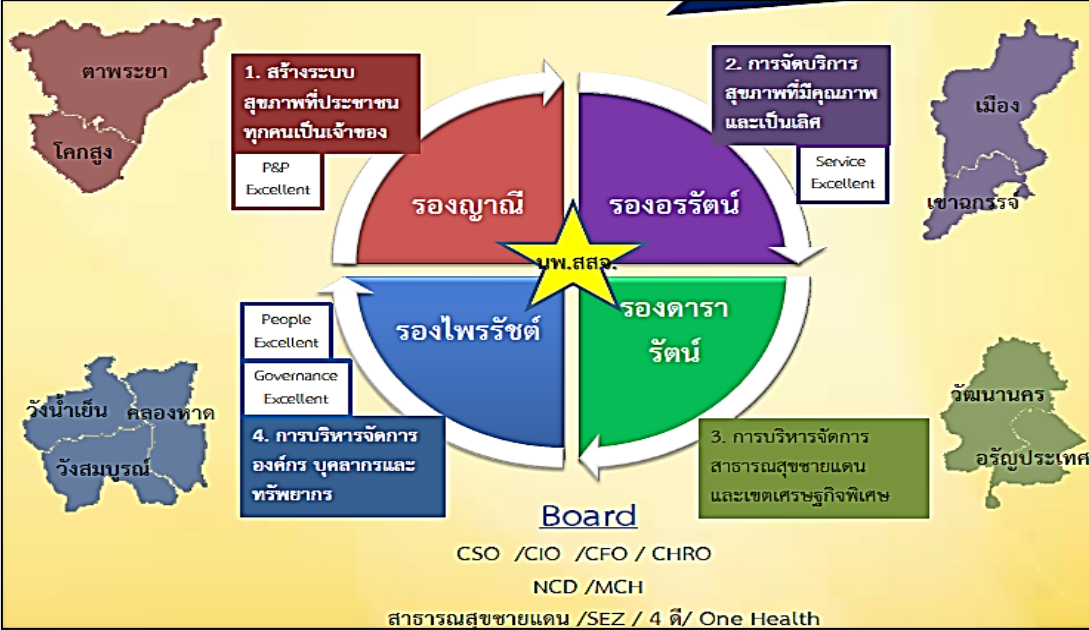 ตาพระยา
โคกสูง
1. สร้างระบบ
สุขภาพที่ประชาชน
ทุกคนเป็นเจ้าของ
P&P
Excellent
รองญาณี
2. การจัดบริการ
สุขภาพที่มีคุณภาพ
และเป็นเลิศ
Service
Excellent
รองอรรัตน์
เมือง
เขาฉกรรจ์
นพ.สสจ.
People
Excellent
Governance
Excellent
รองไพรรัชต์
4. การบริหารจัดการ
องค์กร บุคลากรและ
ทรัพยากร
วังน้ำเย็น คลองหาด
วังสมบูรณ์
รองดารา
รัตน์
3. การบริหารจัดการ
สาธารณสุขชายแดน
และเขตเศรษฐกิจพิเศษ
วัฒนานคร
อรัญประเทศ
Board
CSO /CIO /CFO / CHRO
NCD /MCH
สาธารณสุขชายแดน /SEZ / 4 ดี/ One Health